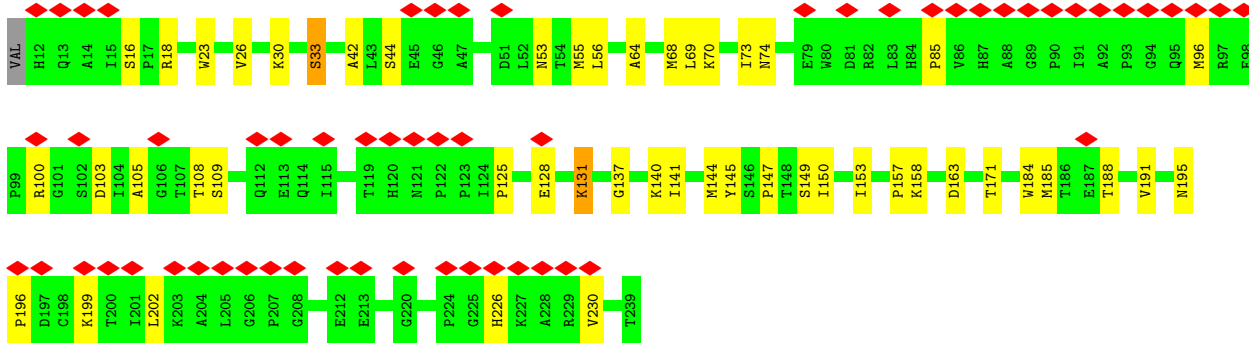 VAL H12 Q13 A14 I15 S16 P17 R18 W23 V26 K30 S33 A42 L43 S44 E45 G46 A47 D51 L52 N53 T54 M55 L56 A64 M68 L69 K70 I73 N74 E79 W80 D81 R82 L83 H84 P85 V86 H87 A88 G89 P90 I91 A92 P93 G94 Q95 M96 R97 E98
P99 R100 G101 S102 D103 I104 A105 G106 T107 T108 S109 Q112 E113 Q114 I115 T119 H120 N121 P122 P123 I124 P125 E128 K131 G137 K140 I141 M144 Y145 S146 P147 T148 S149 I150 I153 P157 K158 D163 T171 W184 M185 T186 E187 T188 V191 N195
P196 D197 C198 K199 T200 I201 L202 K203 A204 L205 G206 P207 G208 E212 E213 G220 P224 G225 H226 K227 A228 R229 V230 T239